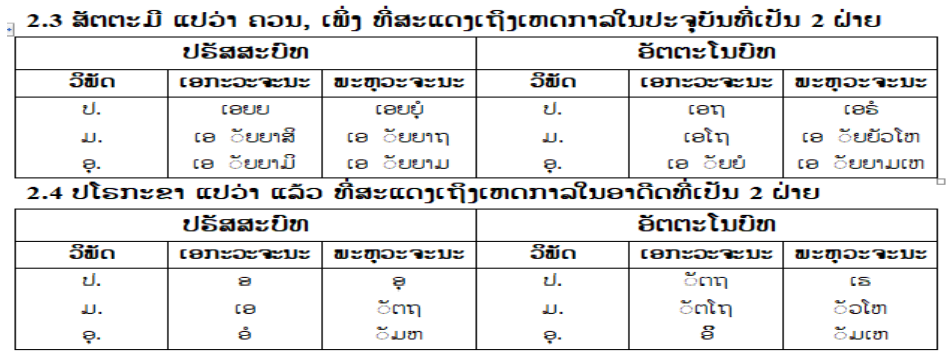 2.3 ສັຕຕະມີ ແປວ່າ ຄວນ, ເພິ່ງ ທີ່ສະແດງເຖິງເຫດກາລໃນປະຈຸບັນທີ່ເປັນ 2 ຝ່າຍ
ປຣັສສະບົທ ອັຕຕະໂນບົທ
ວິພັດ ເອກະວະຈະນະ ພະຫຸວະຈະນະ ວິພັດ ເອກະວະຈະນະ ພະຫຸວະຈະນະ
ປ. ເອຍຍ ເອຍຍຸໍ ປ. ເອຖ ເອຣໍ
ມ. ເອ ັຍຍາສິ ເອ ັຍຍາຖ ມ. ເອໂຖ ເອ ັຍຍັວໂຫ
ອຸ. ເອ ັຍຍາມິ ເອ ັຍຍາມ ອຸ. ເອ ັຍຍໍ ເອ ັຍຍາມເຫ
2.4 ປໂຣກະຂາ ແປວ່າ ແລ້ວ ທີ່ສະແດງເຖິງເຫດກາລໃນອາດິດທີ່ເປັນ 2 ຝ່າຍ
ປຣັສສະບົທ ອັຕຕະໂນບົທ
ວິພັດ ເອກະວະຈະນະ ພະຫຸວະຈະນະ ວິພັດ ເອກະວະຈະນະ ພະຫຸວະຈະນະ
ປ. ອ ອຸ ປ. ັຕຖ ເຣ
ມ. ເອ ັຕຖ ມ. ັຕໂຖ ັວໂຫ
ອຸ. ອໍ ັມຫ ອຸ. ອິ ັມເຫ